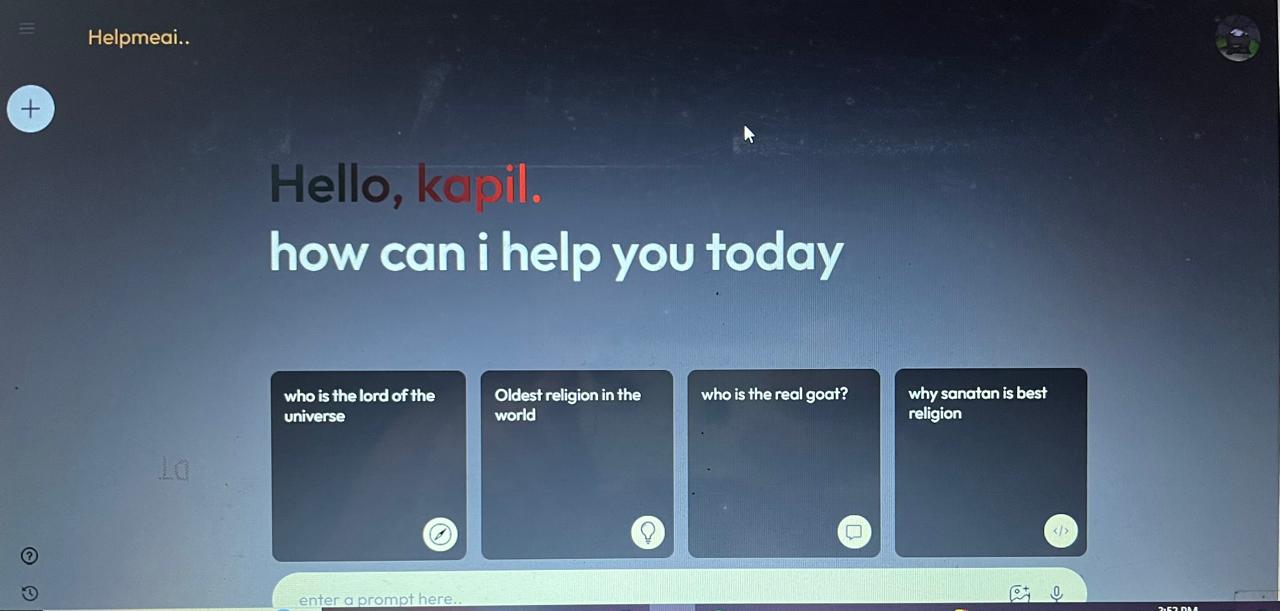 Helpmeai..
Hello, kapil.
how can i help you today
who is the lord of the
universe
Oldest religion in the
world
who is the real goat?
why sanatan is best
religion
enter a prompt here..